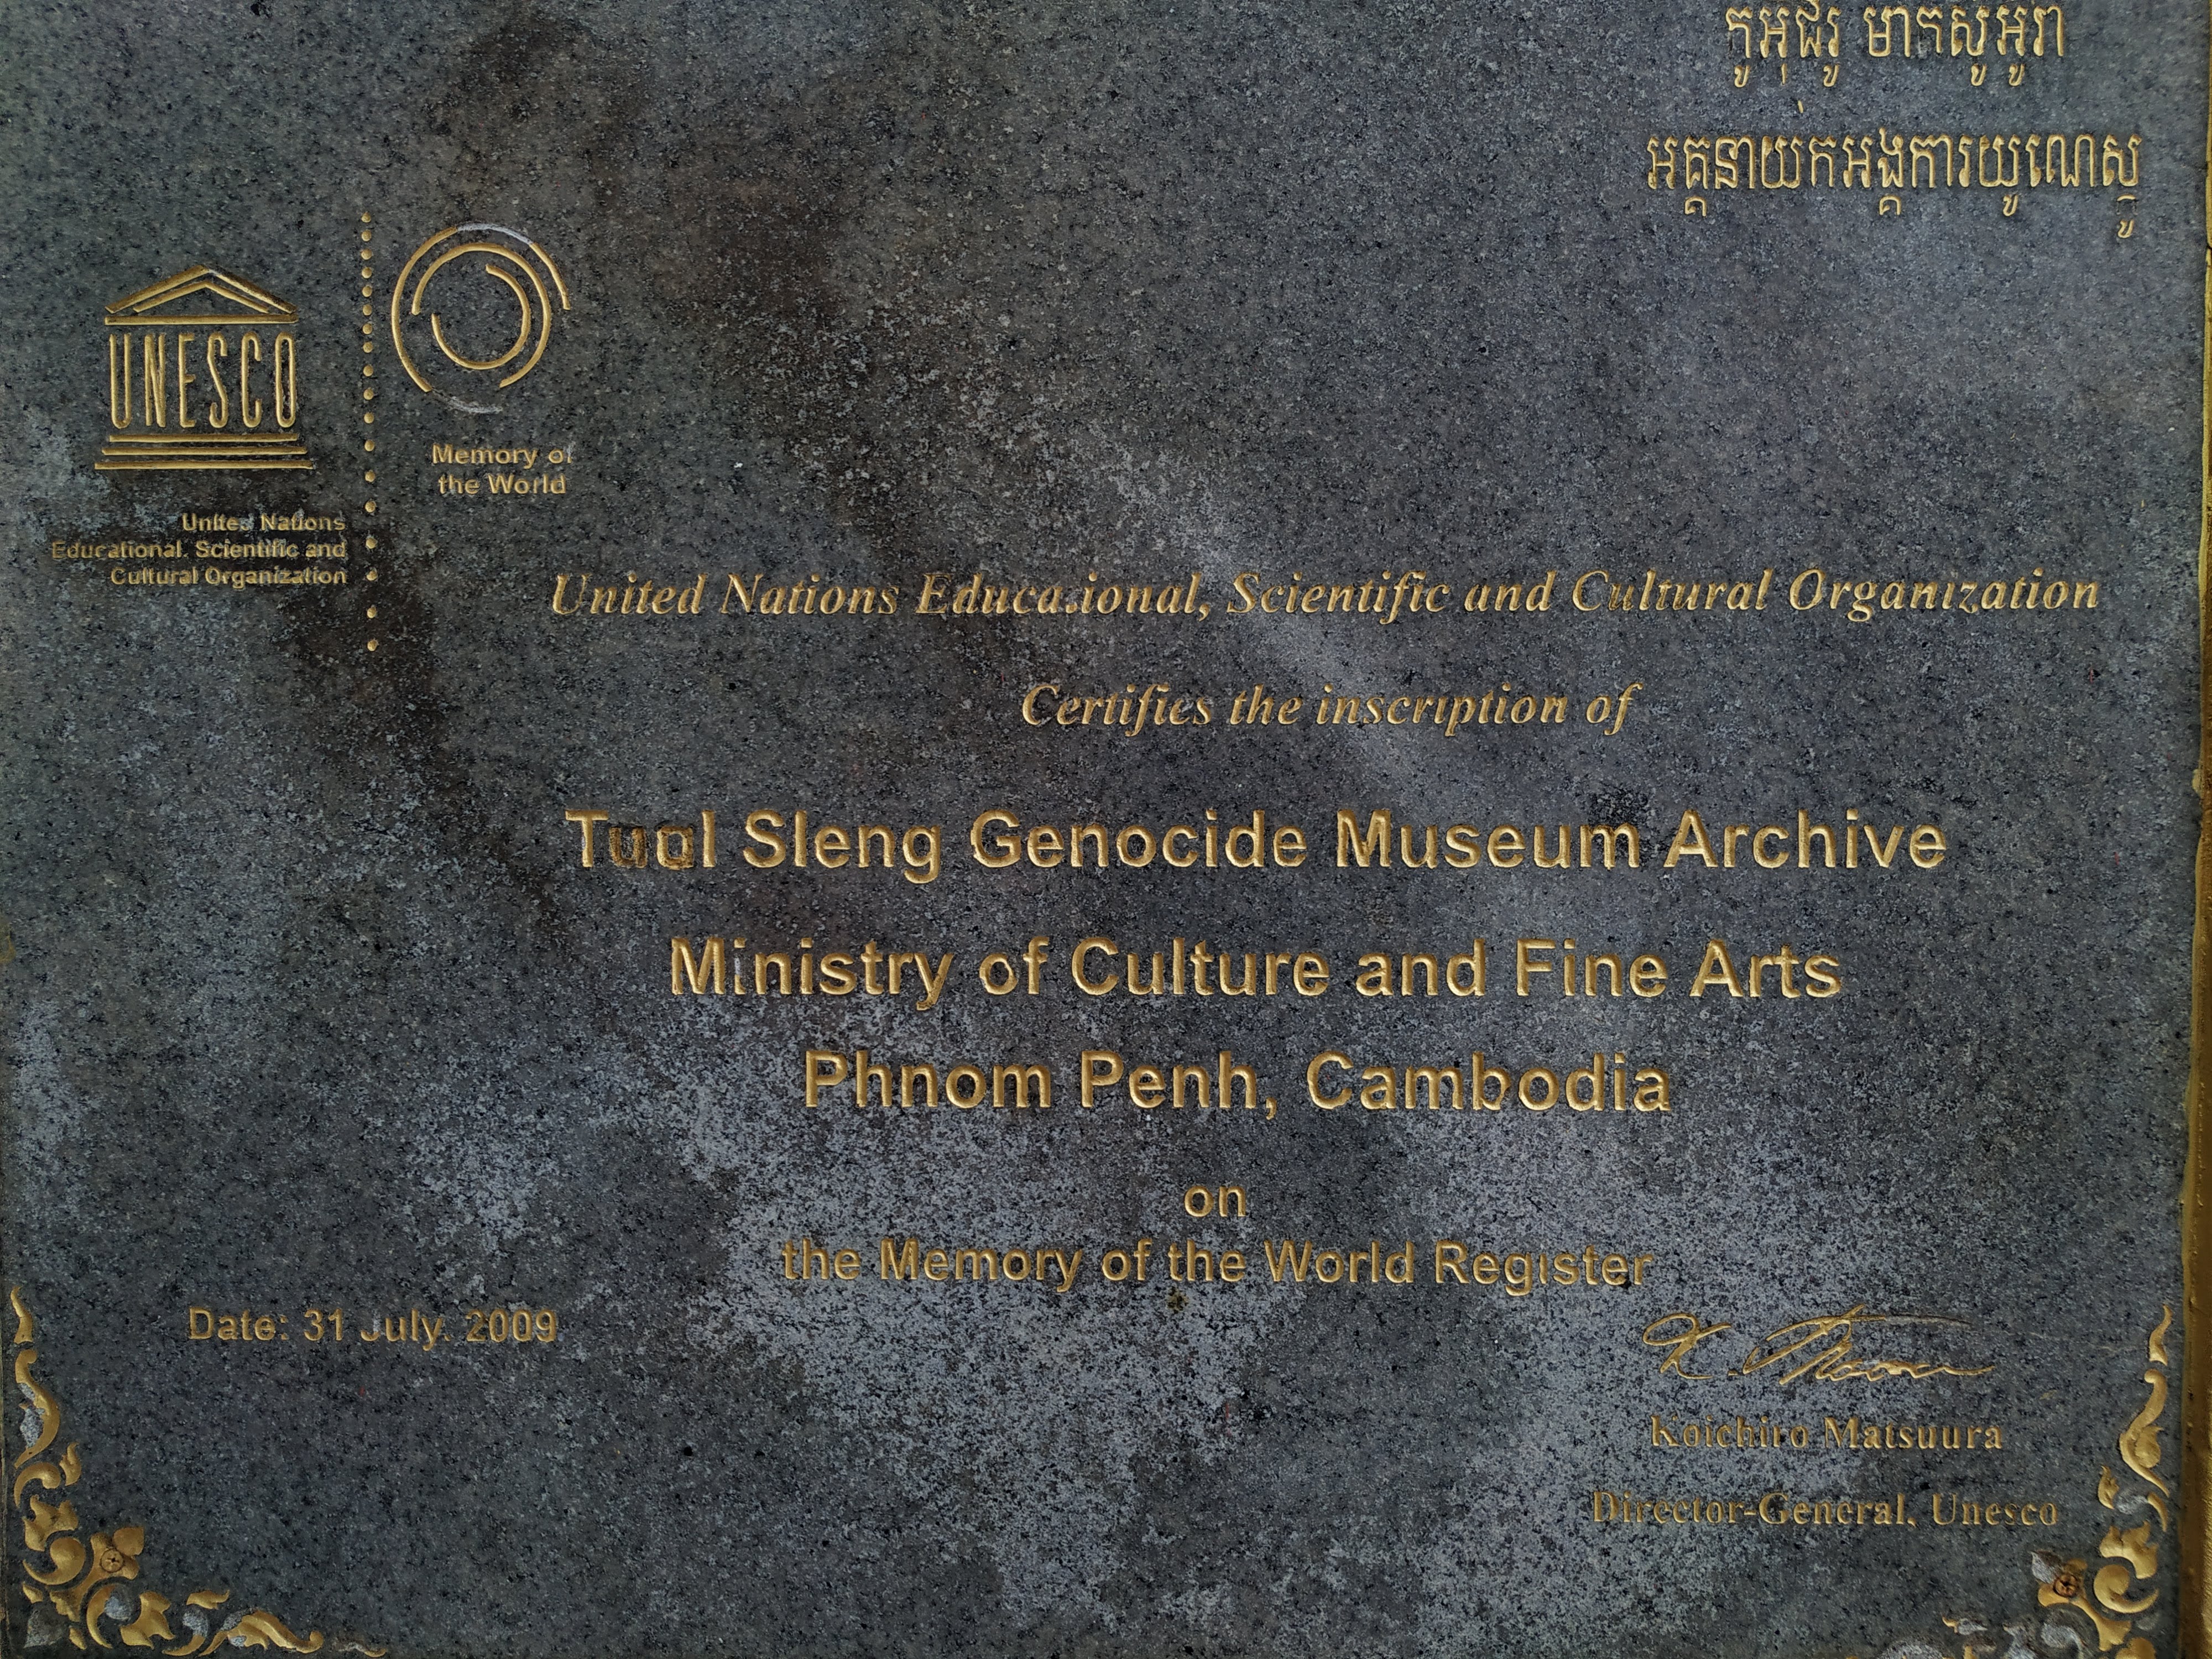 កូអុជីរូ មាកសូអូរា
អគ្គនាយកអង្គការយូណេស្កូ
UNESCO
Memory of
the World
United Nations
Educational, Scientific and
Cultural Organization
United Nations Educational, Scientific and Cultural Organization
Certifies the inscription of
Tual Sleng Genocide Museum Archive
Ministry of Culture and Fine Arts
Phnom Penh, Cambodia
on
the Memory of the World Register
Date: 31 July. 2009
Koichiro Matsuura
Director-General, Unesco